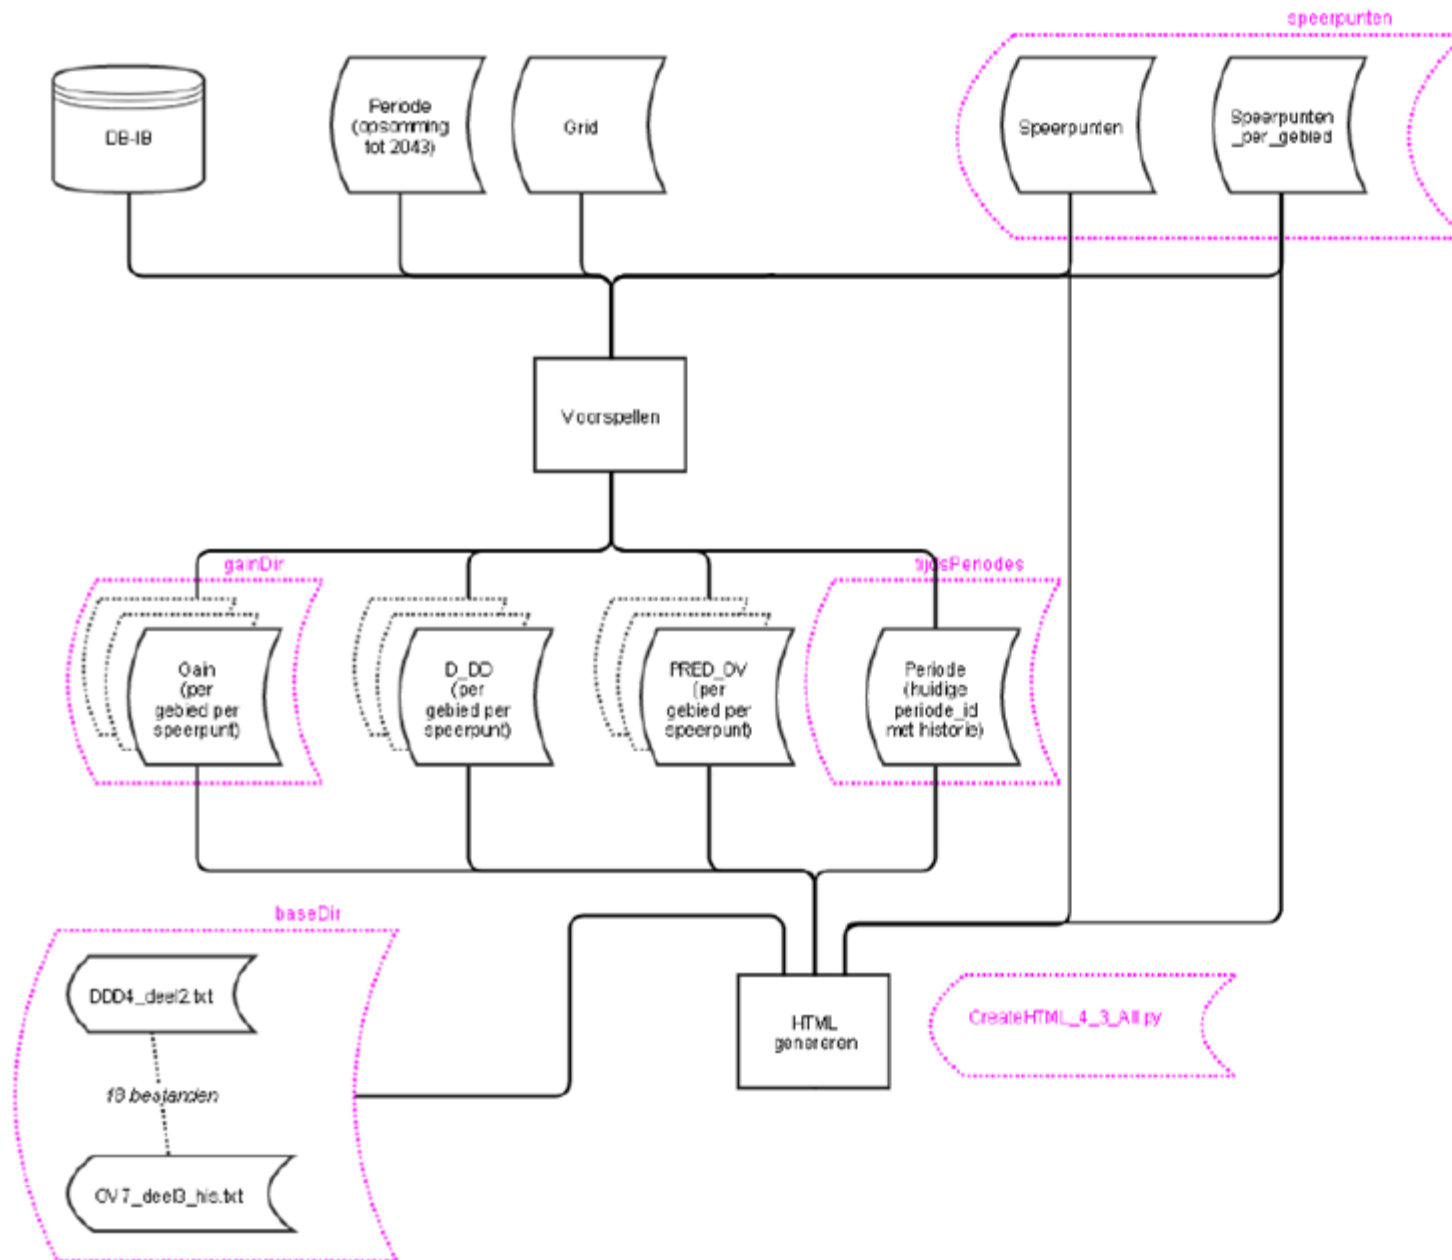 speerpunten
DB-IB
Periode
(opsomming
tot 2043)
Grid
Speerpunten
Speerpunten
_per_gebied
Voorspellen
gainDir
tijdsPeriodes
Gain
(per
gebied per
speerpunt)
D_DD
(per
gebied per
speerpunt)
PRED_OV
(per
gebied per
speerpunt)
Periode
(huidige
periode_id
met historie)
baseDir
DDD4_deel2.txt
bestanden
OV7_deel3_his.txt
HTML
genereren
CreateHTML_4_3_All.py